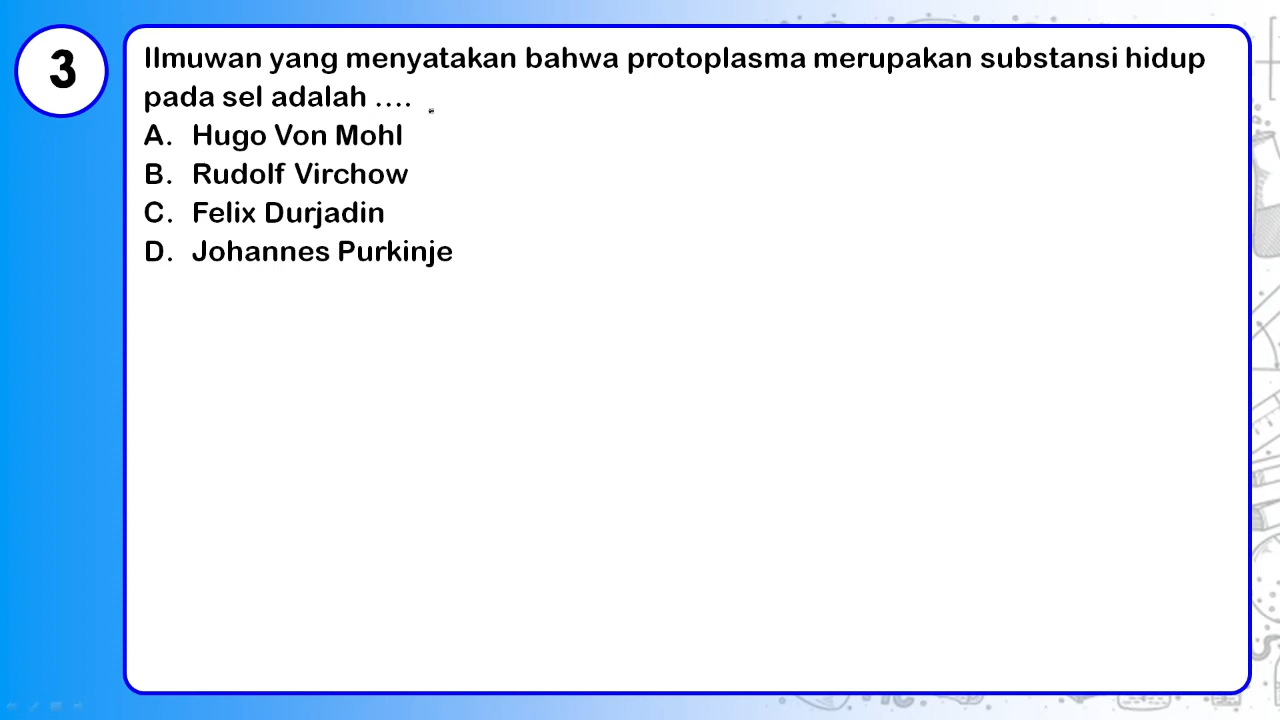 3
Ilmuwan yang menyatakan bahwa protoplasma merupakan substansi hidup
pada sel adalah ....
A. Hugo Von Mohl
B. Rudolf Virchow
C. Felix Durjadin
D. Johannes Purkinje